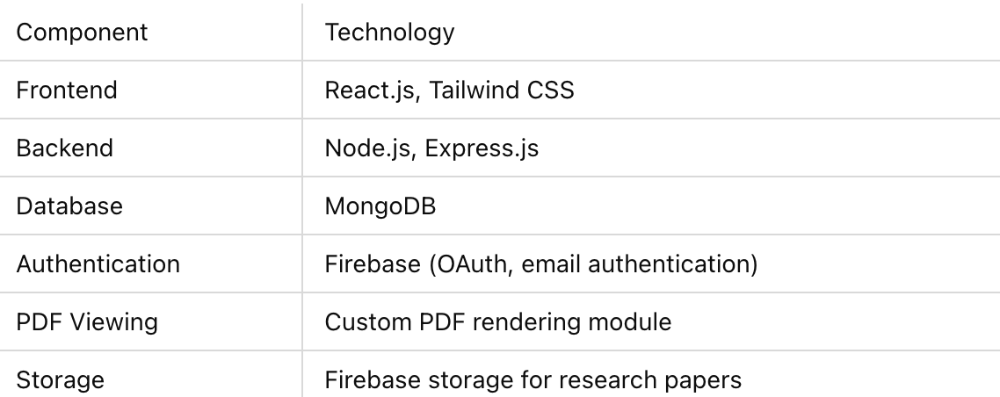 Component Technology
Frontend React.js, Tailwind CSS
Backend Node.js, Express.js
Database MongoDB
Authentication Firebase (OAuth, email authentication)
PDF Viewing Custom PDF rendering module
Storage Firebase storage for research papers